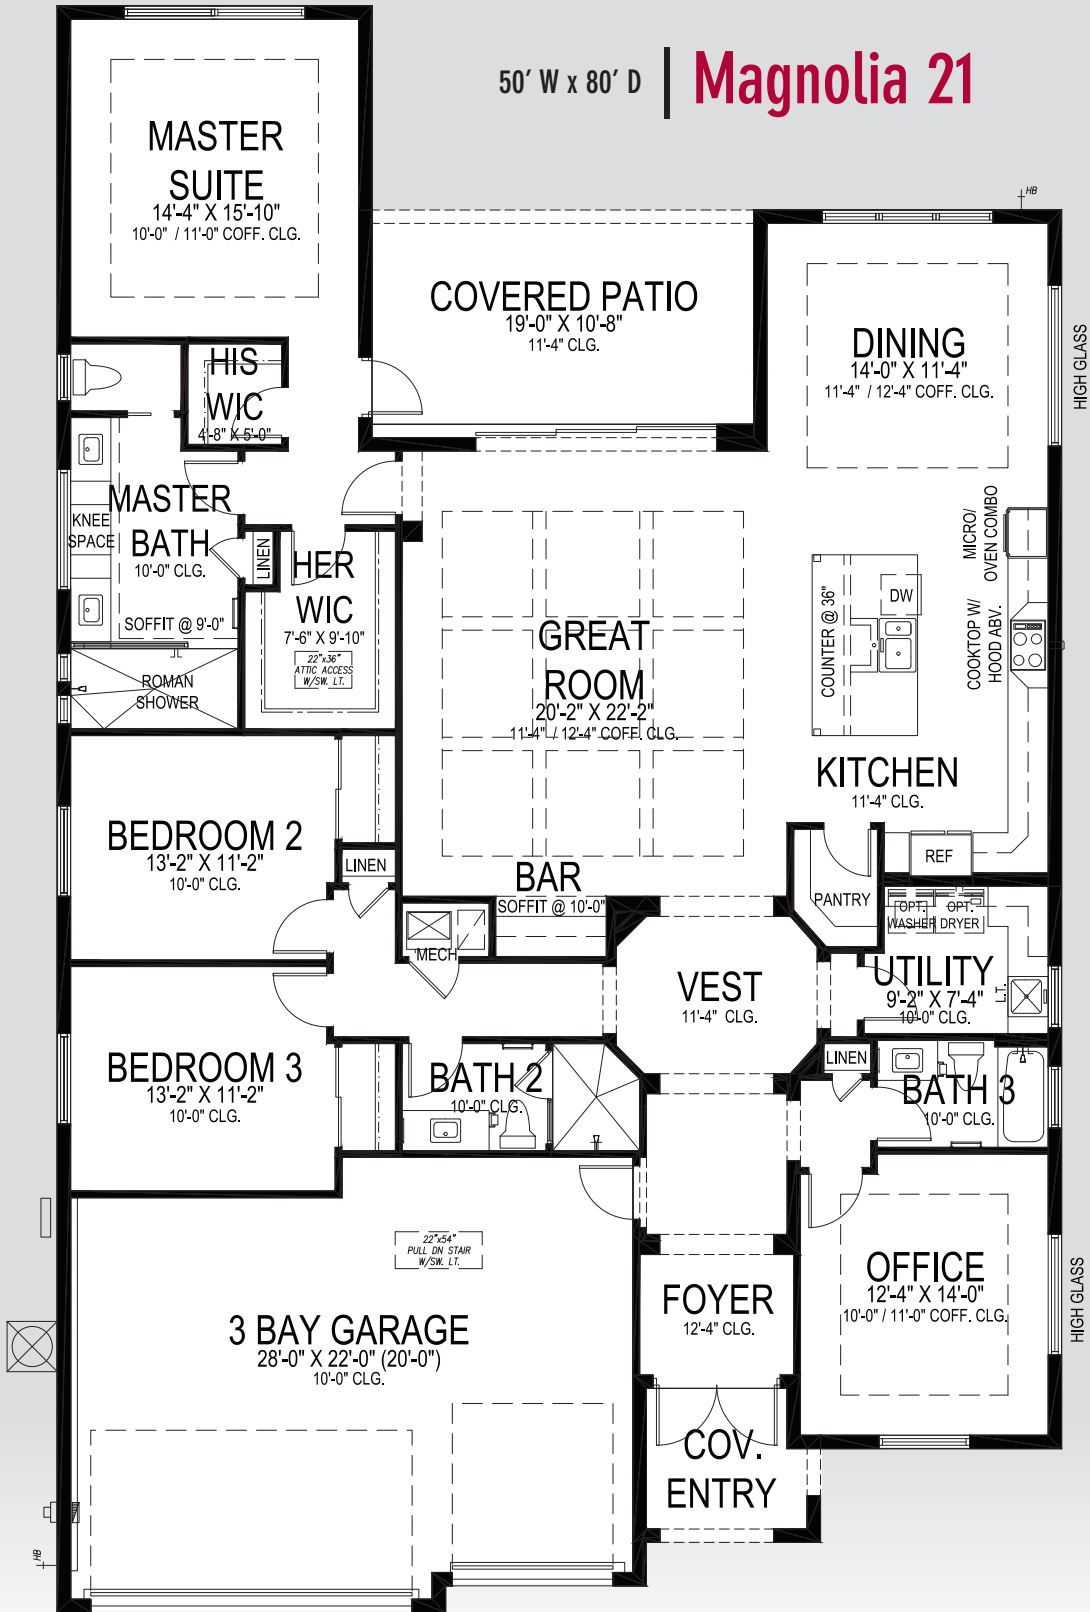 50' W x 80' D | Magnolia 21
MASTER
SUITE
14'-4" X 15'-10"
10'-0" / 11'-0" COFF. CLG.
HB
COVERED PATIO
19'-0" X 10'-8"
11'-4" CLG.
DINING
14'-0" X 11'-4"
11'-4" / 12'-4" COFF. CLG.
HIGH GLASS
HIS
WIC
4'-8" X 5'-0"
MASTER
BATH
10'-0" CLG.
KNEE
SPACE
SOFFIT @ 9'-0"
LINEN
HER
WIC
7'-6" X 9'-10"
22"x36"
ATTIC ACCESS
W/SW. LT.
ROMAN
SHOWER
GREAT
ROOM
20'-2" X 22'-2"
11'-4" / 12'-4" COFF. CLG.
MICRO/
OVEN COMBO
COUNTER @ 36"
DW
COOKTOP W/
HOOD ABV.
KITCHEN
11'-4" CLG.
REF
PANTRY
BEDROOM 2
13'-2" X 11'-2"
10'-0" CLG.
LINEN
BAR
SOFFIT @ 10'-0"
MECH
VEST
11'-4" CLG.
OPT.
WASHER
OPT.
DRYER
UTILITY
9'-2" X 7'-4"
10'-0" CLG.
L.T.
BEDROOM 3
13'-2" X 11'-2"
10'-0" CLG.
BATH 2
10'-0" CLG.
LINEN
BATH 3
10'-0" CLG.
22"x54"
PULL DN STAIR
W/SW. LT.
3 BAY GARAGE
28'-0" X 22'-0" (20'-0")
10'-0" CLG.
FOYER
12'-4" CLG.
OFFICE
12'-4" X 14'-0"
10'-0" / 11'-0" COFF. CLG.
HIGH GLASS
COV.
ENTRY
HB